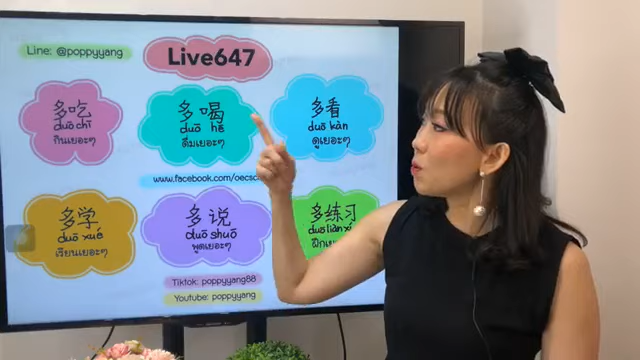 Line: @poppyyang
Live647
多吃
duō chī
กินเยอะๆ
多喝
duō hē
ดื่มเยอะๆ
多看
duō kàn
ดูเยอะๆ
www.facebook.com/oecs
多学
duō xué
เรียนเยอะๆ
多说
duō shuō
พูดเยอะๆ
多练习
duō liàn x
ฝึกเยอะๆ
Tiktok: poppyyang88
Youtube: poppyyang